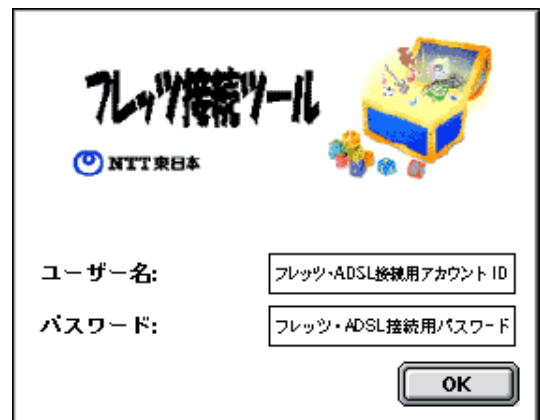 フレッツ接続ツール
NTT東日本
ユーザー名:
フレッツ・ADSL接続用アカウントID
パスワード:
フレッツ・ADSL接続用パスワード
OK